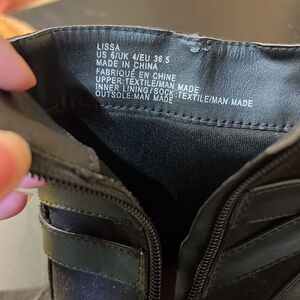 LISSA
US 6/UK 4/EU 36.5
MADE IN CHINA
FABRIQUÉ EN CHINE
UPPER:TEXTILE/MAN MADE
INNER LINING/SOCK:TEXTILE/MAN MADE
OUTSOLE:MAN MADE